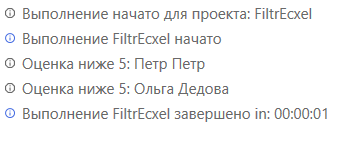 Выполнение начато для проекта: FiltrEcxel
Выполнение FiltrEcxel начато
Оценка ниже 5: Петр Петр
Оценка ниже 5: Ольга Дедова
Выполнение FiltrEcxel завершено in: 00:00:01